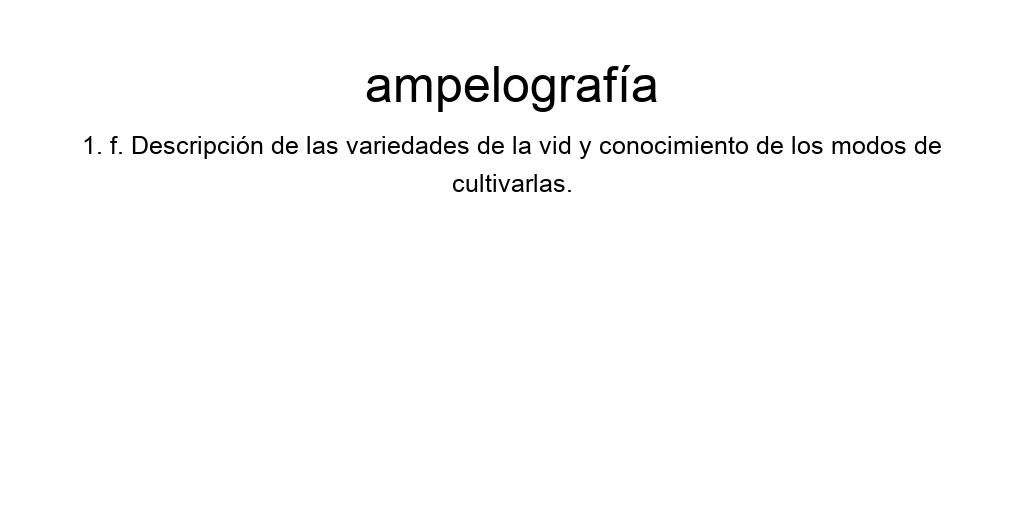 ampelografía
1. f. Descripción de las variedades de la vid y conocimiento de los modos de
cultivarlas.